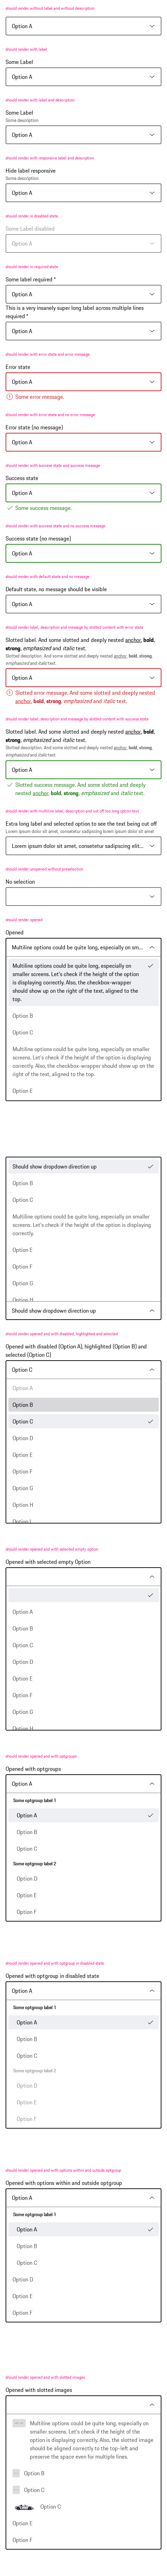 should render without label and without description
Option A
should render with label
Some Label
Option A
should render with label and description
Some Label
Some description
Option A
should render with responsive label and description
Hide label responsive
Some description
Option A
should render in disabled state
Some Label disabled
Option A
should render in required state
Some label required *
Option A
This is a very insanely super long label across multiple lines
required *
Option A
should render with error state and error message
Error state
Option A
Some error message.
should render with error state and no error message
Error state (no message)
Option A
should render with success state and success message
Success state
Option A
Some success message.
should render with success state and no success message
Success state (no message)
Option A
should render with default state and no message
Default state, no message should be visible
Option A
should render label, description and message by slotted content with error state
Slotted label. And some slotted and deeply nested anchor, bold,
strong, emphasized and italic text.
Slotted description. And some slotted and deeply nested anchor, bold, strong,
emphasized and italic text.
Option A
Slotted error message. And some slotted and deeply nested
anchor, bold, strong, emphasized and italic text.
should render label, description and message by slotted content with success state
Slotted label. And some slotted and deeply nested anchor, bold,
strong, emphasized and italic text.
Slotted description. And some slotted and deeply nested anchor, bold, strong,
emphasized and italic text.
Option A
Slotted success message. And some slotted and deeply
nested anchor, bold, strong, emphasized and italic text.
should render with multiline label, description and cut off too long option text
Extra long label and selected option to see the text being cut off
Lorem ipsum dolor sit amet, consetetur sadipscing lorem ipsum dolor sit amet
Lorem ipsum dolor sit amet, consetetur sadipscing elit...
should render unopened without preselection
No selection
should render opened
Opened
Multiline options could be quite long, especially on sm...
Multiline options could be quite long, especially on
smaller screens. Let's check if the height of the option
is displaying correctly. Also, the checkbox-wrapper
should show up on the right of the text, aligned to the
top.
Option B
Option C
Multiline options could be quite long, especially on smaller
screens. Let's check if the height of the option is displaying
correctly. Also, the checkbox-wrapper should show up on the
right of the text, aligned to the top.
Option E
Should show dropdown direction up
Option B
Option C
Multiline options could be quite long, especially on smaller
screens. Let's check if the height of the option is displaying
correctly.
Option E
Option F
Option G
Option H
Should show dropdown direction up
should render opened and with disabled, highlighted and selected
Opened with disabled (Option A), highlighted (Option B) and
selected (Option C)
Option C
Option A
Option B
Option C
Option D
Option E
Option F
Option G
Option H
Option I
should render opened and with selected empty option
Opened with selected empty Option
Option A
Option B
Option C
Option D
Option E
Option F
Option G
Option H
should render opened and with optgroups
Opened with optgroups
Option A
Some optgroup label 1
Option A
Option B
Option C
Some optgroup label 2
Option D
Option E
Option F
should render opened and with optgroup in disabled state
Opened with optgroup in disabled state
Option A
Some optgroup label 1
Option A
Option B
Option C
Some optgroup label 2
Option D
Option E
Option F
should render opened and with options within and outside optgroup
Opened with options within and outside optgroup
Option A
Some optgroup label 1
Option A
Option B
Option C
Option D
Option E
Option F
should render opened and with slotted images
Opened with slotted images
Multiline options could be quite long, especially on
smaller screens. Let's check if the height of the
option is displaying correctly. Also, the slotted image
should be aligned correctly to the top-left and
preserve the space even for multiple lines.
Option B
Option C
Option C
Option E
Option F